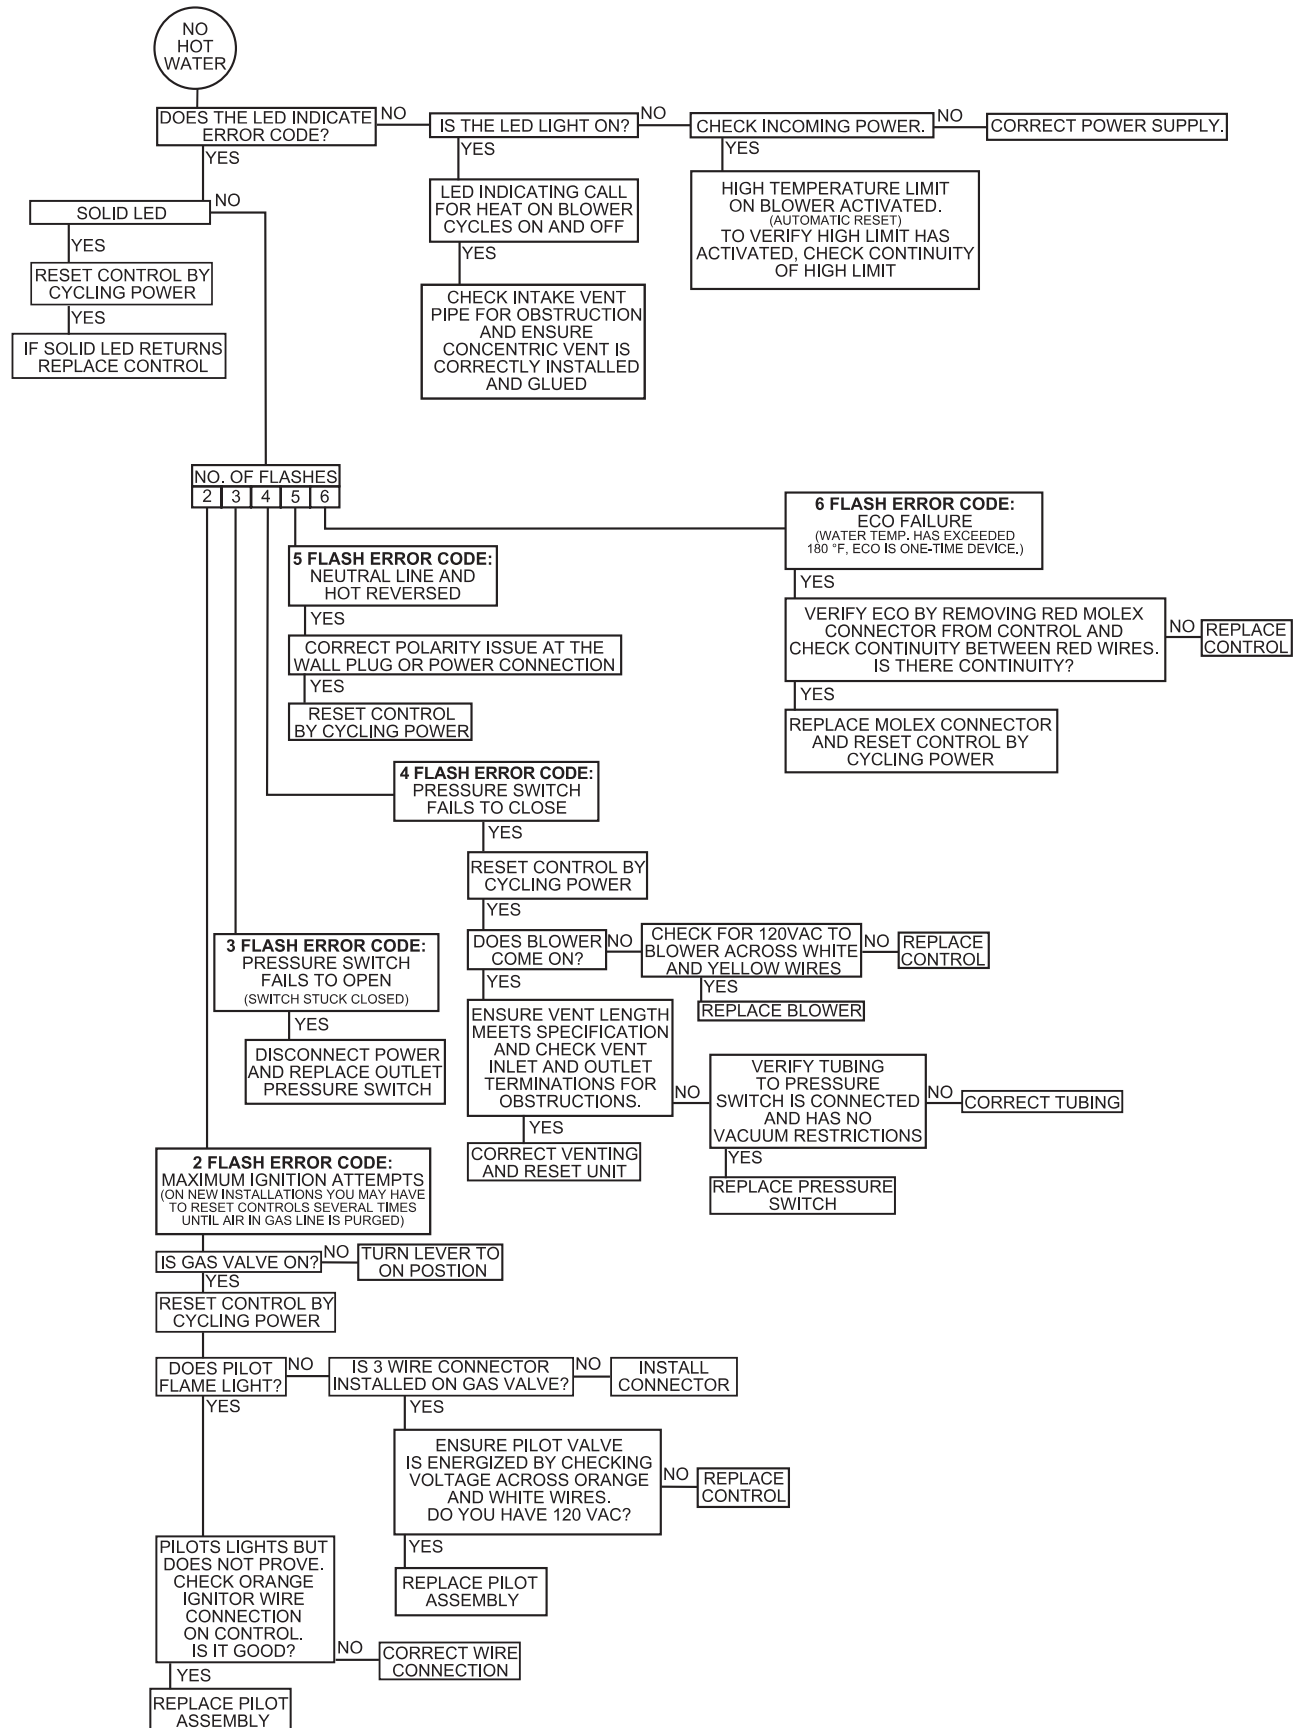 NO
HOT
WATER
DOES THE LED INDICATE
ERROR CODE?
NO
IS THE LED LIGHT ON?
NO
CHECK INCOMING POWER.
NO
CORRECT POWER SUPPLY.
YES
YES
YES
SOLID LED
NO
LED INDICATING CALL
FOR HEAT ON BLOWER
CYCLES ON AND OFF
HIGH TEMPERATURE LIMIT
ON BLOWER ACTIVATED.
(AUTOMATIC RESET)
TO VERIFY HIGH LIMIT HAS
ACTIVATED, CHECK CONTINUITY
OF HIGH LIMIT
YES
RESET CONTROL BY
CYCLING POWER
YES
IF SOLID LED RETURNS
REPLACE CONTROL
YES
CHECK INTAKE VENT
PIPE FOR OBSTRUCTION
AND ENSURE
CONCENTRIC VENT IS
CORRECTLY INSTALLED
AND GLUED
NO. OF FLASHES
2 3 4 5 6
6 FLASH ERROR CODE:
ECO FAILURE
(WATER TEMP. HAS EXCEEDED
180 °F, ECO IS ONE-TIME DEVICE.)
YES
VERIFY ECO BY REMOVING RED MOLEX
CONNECTOR FROM CONTROL AND
CHECK CONTINUITY BETWEEN RED WIRES.
IS THERE CONTINUITY?
NO
REPLACE
CONTROL
YES
REPLACE MOLEX CONNECTOR
AND RESET CONTROL BY
CYCLING POWER
5 FLASH ERROR CODE:
NEUTRAL LINE AND
HOT REVERSED
YES
CORRECT POLARITY ISSUE AT THE
WALL PLUG OR POWER CONNECTION
YES
RESET CONTROL
BY CYCLING POWER
4 FLASH ERROR CODE:
PRESSURE SWITCH
FAILS TO CLOSE
YES
RESET CONTROL BY
CYCLING POWER
YES
DOES BLOWER
COME ON?
NO
CHECK FOR 120VAC TO
BLOWER ACROSS WHITE
AND YELLOW WIRES
NO
REPLACE
CONTROL
YES
REPLACE BLOWER
YES
ENSURE VENT LENGTH
MEETS SPECIFICATION
AND CHECK VENT
INLET AND OUTLET
TERMINATIONS FOR
OBSTRUCTIONS.
NO
VERIFY TUBING
TO PRESSURE
SWITCH IS CONNECTED
AND HAS NO
VACUUM RESTRICTIONS
NO
CORRECT TUBING
YES
CORRECT VENTING
AND RESET UNIT
YES
REPLACE PRESSURE
SWITCH
3 FLASH ERROR CODE:
PRESSURE SWITCH
FAILS TO OPEN
(SWITCH STUCK CLOSED)
YES
DISCONNECT POWER
AND REPLACE OUTLET
PRESSURE SWITCH
2 FLASH ERROR CODE:
MAXIMUM IGNITION ATTEMPTS
(ON NEW INSTALLATIONS YOU MAY HAVE
TO RESET CONTROLS SEVERAL TIMES
UNTIL AIR IN GAS LINE IS PURGED)
IS GAS VALVE ON?
NO
TURN LEVER TO
ON POSTION
YES
RESET CONTROL BY
CYCLING POWER
DOES PILOT
FLAME LIGHT?
NO
IS 3 WIRE CONNECTOR
INSTALLED ON GAS VALVE?
NO
INSTALL
CONNECTOR
YES
YES
ENSURE PILOT VALVE
IS ENERGIZED BY CHECKING
VOLTAGE ACROSS ORANGE
AND WHITE WIRES.
DO YOU HAVE 120 VAC?
NO
REPLACE
CONTROL
YES
REPLACE PILOT
ASSEMBLY
PILOTS LIGHTS BUT
DOES NOT PROVE.
CHECK ORANGE
IGNITOR WIRE
CONNECTION
ON CONTROL.
IS IT GOOD?
NO
CORRECT WIRE
CONNECTION
YES
REPLACE PILOT
ASSEMBLY